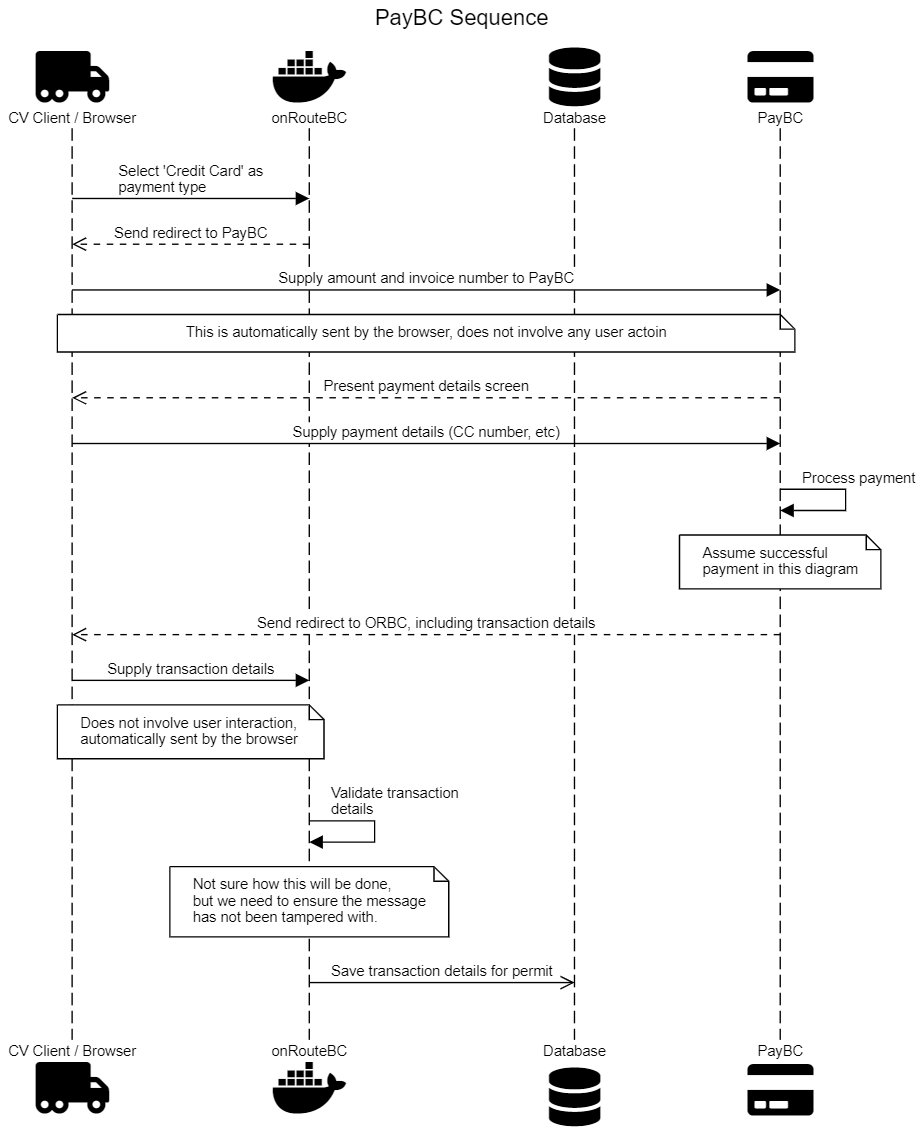 PayBC Sequence
CV Client / Browser
onRouteBC
Database
PayBC
Select 'Credit Card' as
payment type
Send redirect to PayBC
Supply amount and invoice number to PayBC
This is automatically sent by the browser, does not involve any user actoin
Present payment details screen
Supply payment details (CC number, etc)
Process payment
Assume successful
payment in this diagram
Send redirect to ORBC, including transaction details
Supply transaction details
Does not involve user interaction,
automatically sent by the browser
Validate transaction
details
Not sure how this will be done,
but we need to ensure the message
has not been tampered with.
Save transaction details for permit
CV Client / Browser
onRouteBC
Database
PayBC